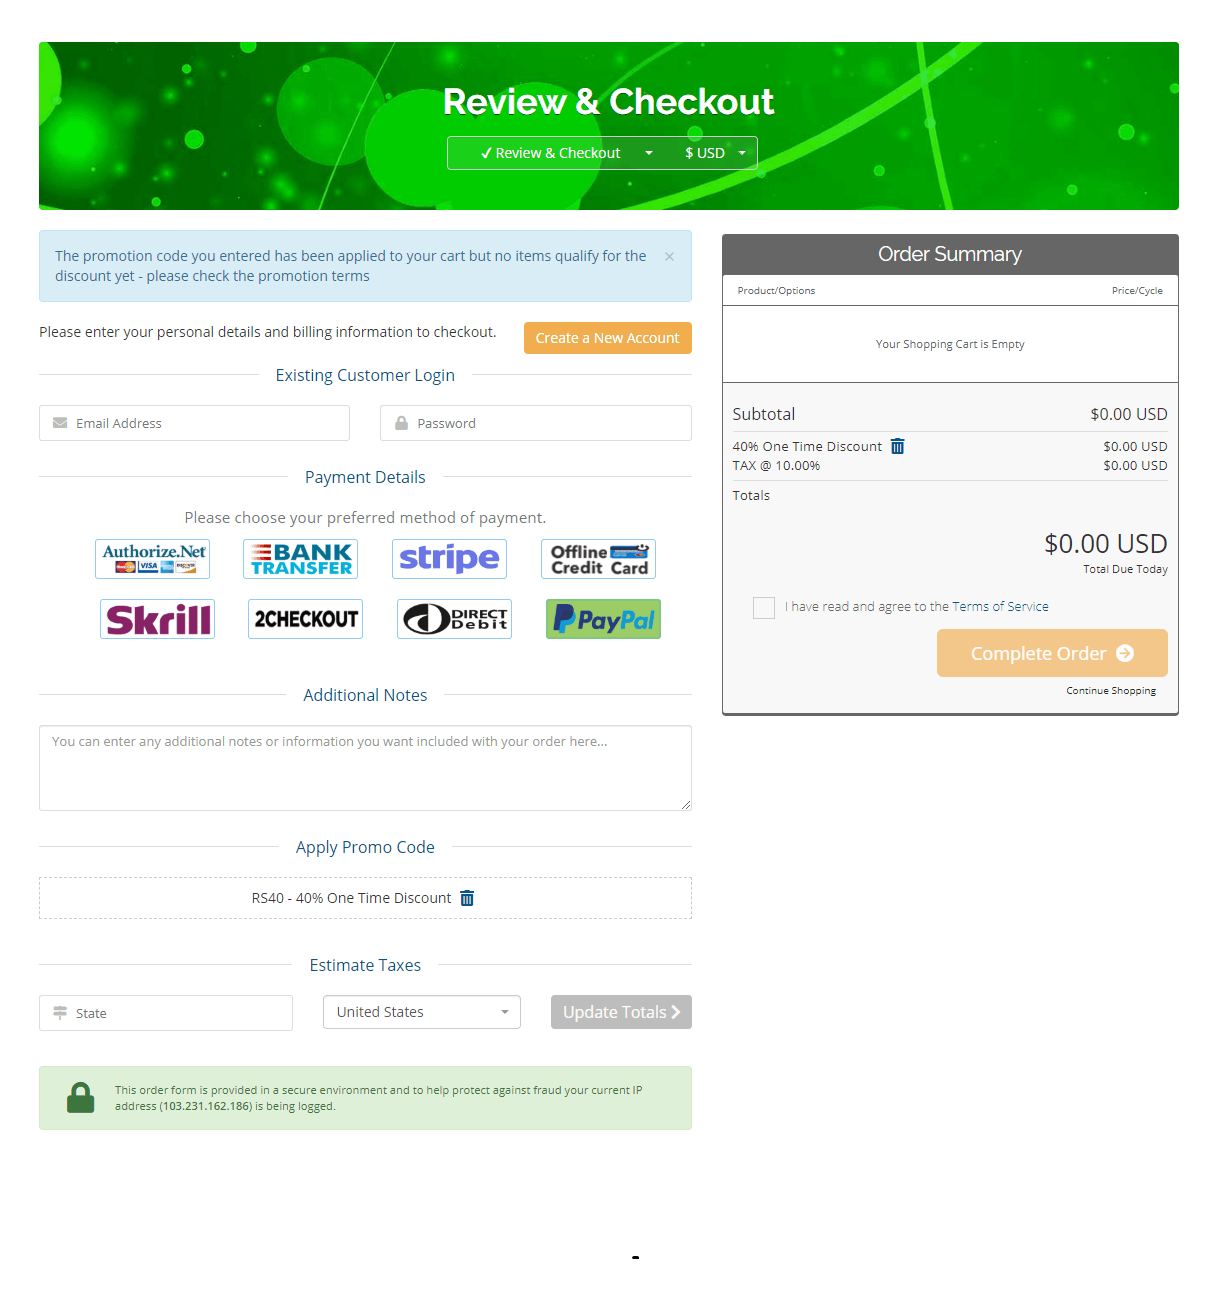 Review & Checkout
✓ Review & Checkout
$ USD
The promotion code you entered has been applied to your cart but no items qualify for the
discount yet - please check the promotion terms
×
Please enter your personal details and billing information to checkout.
Create a New Account
Existing Customer Login
Email Address
Password
Payment Details
Please choose your preferred method of payment.
Authorize.Net
VISA
BANK
TRANSFER
stripe
Offline
Credit Card
Skrill
2CHECKOUT
DIRECT
Debit
PayPal
Additional Notes
You can enter any additional notes or information you want included with your order here...
Apply Promo Code
RS40 - 40% One Time Discount
Estimate Taxes
State
United States
Update Totals
This order form is provided in a secure environment and to help protect against fraud your current IP
address (103.231.162.186) is being logged.
Order Summary
Product/Options
Price/Cycle
Your Shopping Cart is Empty
Subtotal
$0.00 USD
40% One Time Discount
$0.00 USD
TAX @ 10.00%
$0.00 USD
Totals
$0.00 USD
Total Due Today
I have read and agree to the Terms of Service
Complete Order
Continue Shopping
-